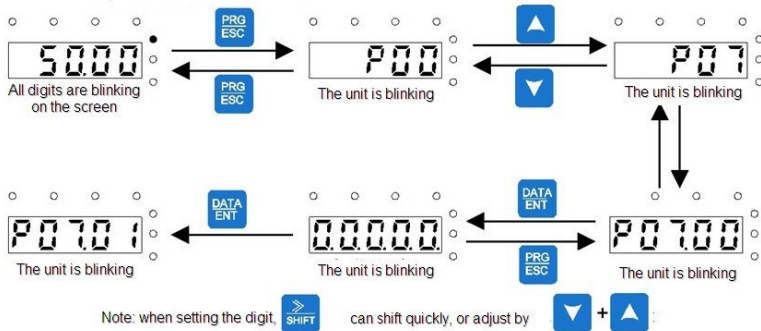 PRG
ESC
50.00
P00
P07
PRG
ESC
All digits are blinking
on the screen
The unit is blinking
The unit is blinking
DATA
ENT
DATA
ENT
P07.01
0.0.0.0.0.
P07.00
PRG
ESC
The unit is blinking
The unit is blinking
The unit is blinking
Note: when setting the digit, >> SHIFT can shift quickly, or adjust by + :